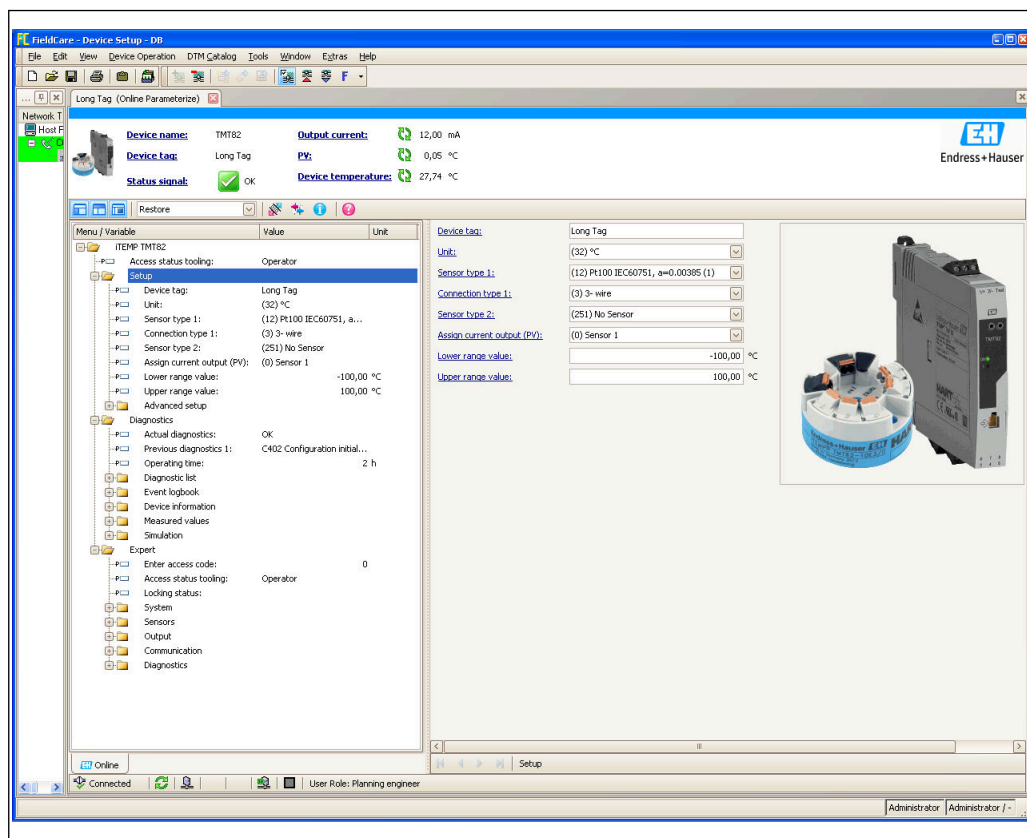 FieldCare - Device Setup - DB
File Edit View Device Operation DTM Catalog Tools Window Extras Help
F
...
Long Tag (Online Parameterize)
Network T
Host F
D
Device name: TMT82 Output current: 12,00 mA
Device tag: Long Tag PV: 0,05 °C
Status signal: OK Device temperature: 27,74 °C
EH
Endress+Hauser
Restore
Menu / Variable Value Unit
iTEMP TMT82
Access status tooling: Operator
Setup
Device tag: Long Tag
Unit: (32) °C
Sensor type 1: (12) Pt100 IEC60751, a...
Connection type 1: (3) 3- wire
Sensor type 2: (251) No Sensor
Assign current output (PV): (0) Sensor 1
Lower range value: -100,00 °C
Upper range value: 100,00 °C
Advanced setup
Diagnostics
Actual diagnostics: OK
Previous diagnostics 1: C402 Configuration initial...
Operating time: 2 h
Diagnostic list
Event logbook
Device information
Measured values
Simulation
Expert
Enter access code: 0
Access status tooling: Operator
Locking status:
System
Sensors
Output
Communication
Diagnostics
Device tag: Long Tag
Unit: (32) °C
Sensor type 1: (12) Pt100 IEC60751, a=0.00385 (1)
Connection type 1: (3) 3- wire
Sensor type 2: (251) No Sensor
Assign current output (PV): (0) Sensor 1
Lower range value: -100,00 °C
Upper range value: 100,00 °C
TMT82
HART
Endress+Hauser EH
HART
EH Online
Setup
Connected User Role: Planning engineer
Administrator Administrator / -